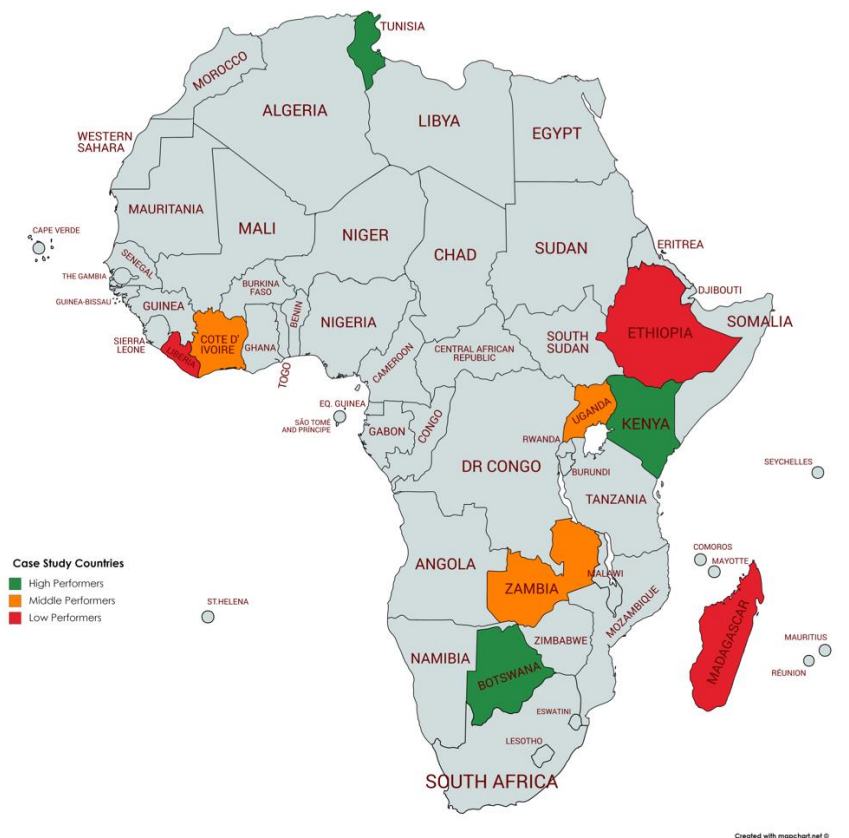 TUNISIA
MOROCCO
ALGERIA
LIBYA
EGYPT
WESTERN
SAHARA
MAURITANIA
MALI
NIGER
CHAD
SUDAN
ERITREA
CAPE VERDE
SENEGAL
THE GAMBIA
GUINEA-BISSAU
GUINEA
BURKINA
FASO
BENIN
NIGERIA
DJIBOUTI
SOMALIA
ETHIOPIA
SOUTH
SUDAN
SIERRA
LEONE
LIBERIA
COTE D'
IVOIRE
GHANA
TOGO
CAMEROON
CENTRAL AFRICAN
REPUBLIC
EQ. GUINEA
SÃO TOMÉ
AND PRÍNCIPE
GABON
CONGO
UGANDA
KENYA
RWANDA
DR CONGO
BURUNDI
TANZANIA
SEYCHELLES
COMOROS
MAYOTTE
ANGOLA
ZAMBIA
MALAWI
MOZAMBIQUE
MADAGASCAR
MAURITIUS
RÉUNION
ST.HELENA
NAMIBIA
ZIMBABWE
BOTSWANA
ESWATINI
LESOTHO
SOUTH AFRICA
Case Study Countries
High Performers
Middle Performers
Low Performers
Created with mapchart.net ©